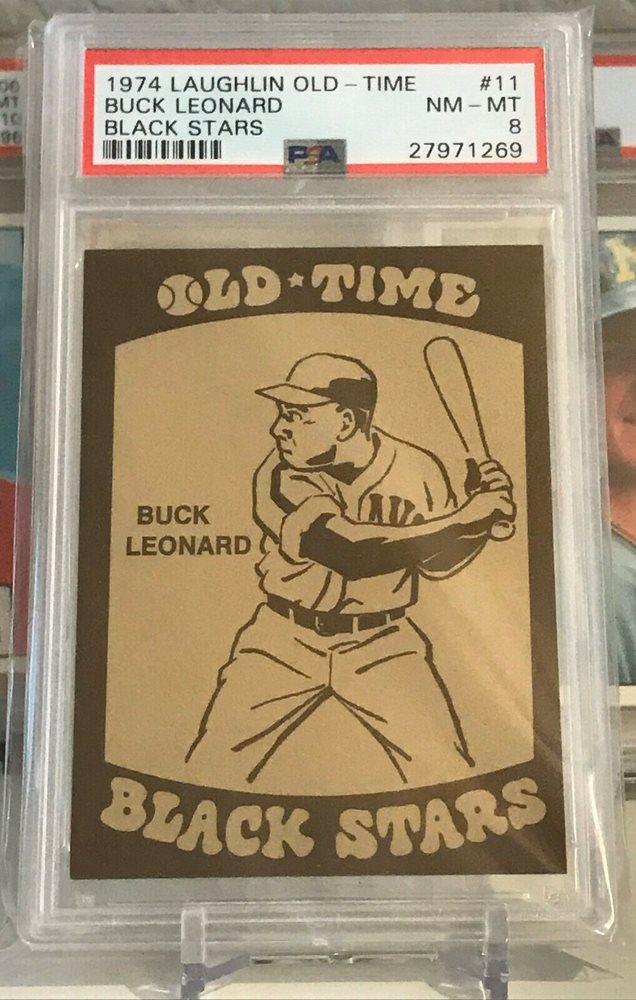 1974 LAUGHLIN OLD-TIME #11
BUCK LEONARD NM-MT
BLACK STARS 8
PSA 27971269
OLD★TIME
BUCK
LEONARD
BLACK STARS